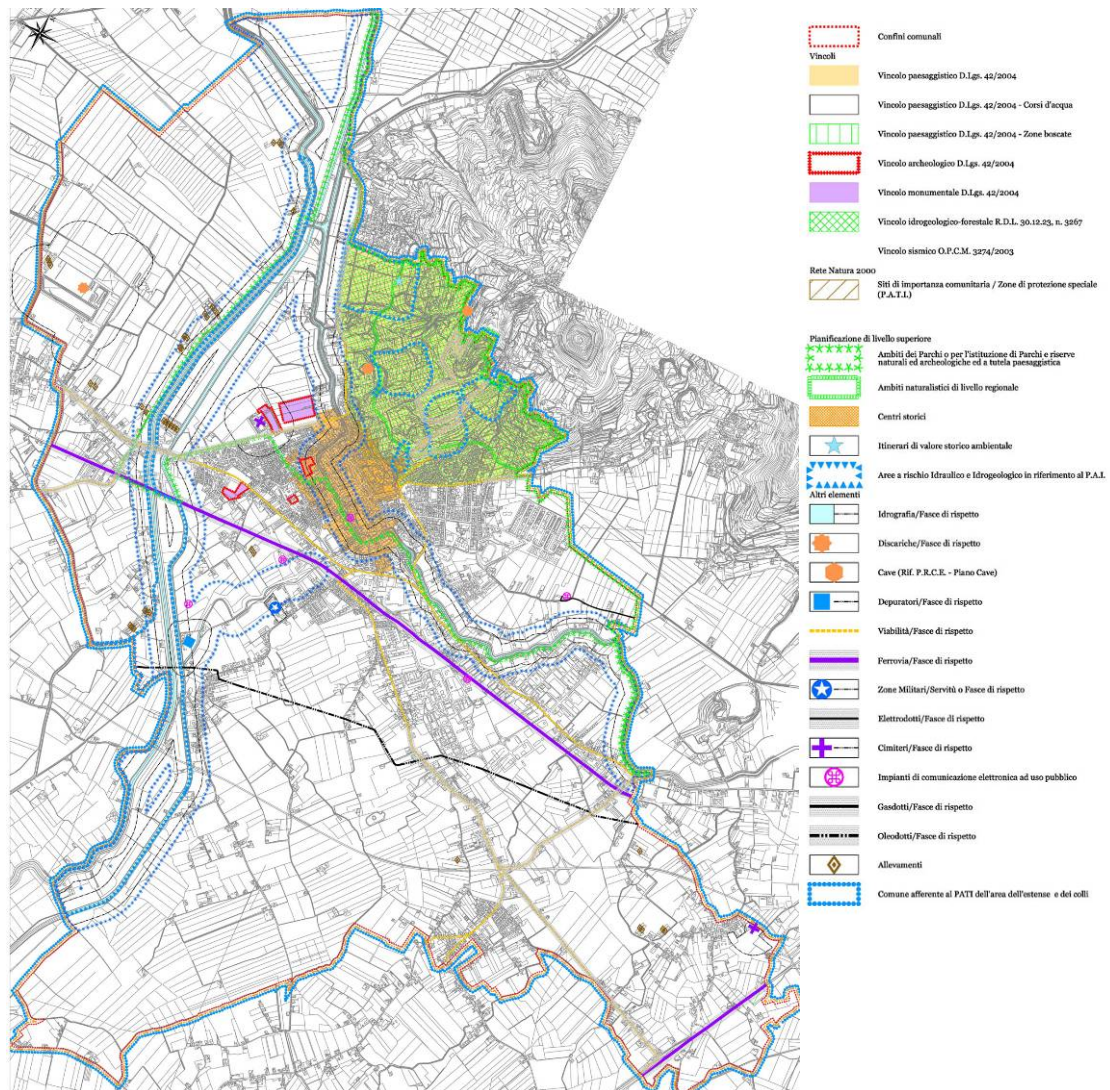 Confini comunali
Vincoli
Vincolo paesaggistico D.Lgs. 42/2004
Vincolo paesaggistico D.Lgs. 42/2004 - Corsi d'acqua
Vincolo paesaggistico D.Lgs. 42/2004 - Zone boscate
Vincolo archeologico D.Lgs. 42/2004
Vincolo monumentale D.Lgs. 42/2004
Vincolo idrogeologico-forestale R.D.L. 30.12.23, n. 3267
Vincolo sismico O.P.C.M. 3274/2003
Rete Natura 2000
Siti di importanza comunitaria / Zone di protezione speciale
(P.A.T.I.)
Pianificazione di livello superiore
Ambiti dei Parchi o per l'istituzione di Parchi e riserve
naturali ed archeologiche ed a tutela paesaggistica
Ambiti naturalistici di livello regionale
Centri storici
Itinerari di valore storico ambientale
Aree a rischio Idraulico e Idrogeologico in riferimento al P.A.I.
Altri elementi
Idrografia/Fasce di rispetto
Discariche/Fasce di rispetto
Cave (Rif. P.R.C.E. - Piano Cave)
Depuratori/Fasce di rispetto
Viabilità/Fasce di rispetto
Ferrovia/Fasce di rispetto
Zone Militari/Servitù o Fasce di rispetto
Elettrodotti/Fasce di rispetto
Cimiteri/Fasce di rispetto
Impianti di comunicazione elettronica ad uso pubblico
Gasdotti/Fasce di rispetto
Oleodotti/Fasce di rispetto
Allevamenti
Comune afferente al PATI dell'area dell'estense e dei colli